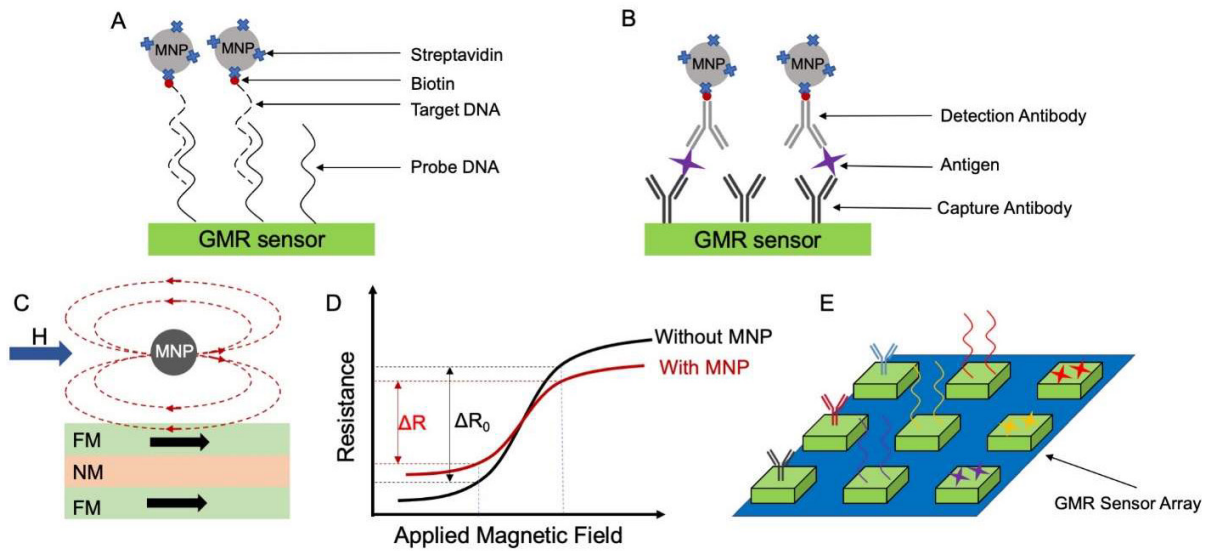 A
MNP
MNP
Streptavidin
Biotin
Target DNA
Probe DNA
GMR sensor
B
MNP
MNP
Detection Antibody
Antigen
Capture Antibody
GMR sensor
C
H
MNP
FM
NM
FM
D
Resistance
Without MNP
With MNP
ΔR
ΔR₀
Applied Magnetic Field
E
GMR Sensor
Array